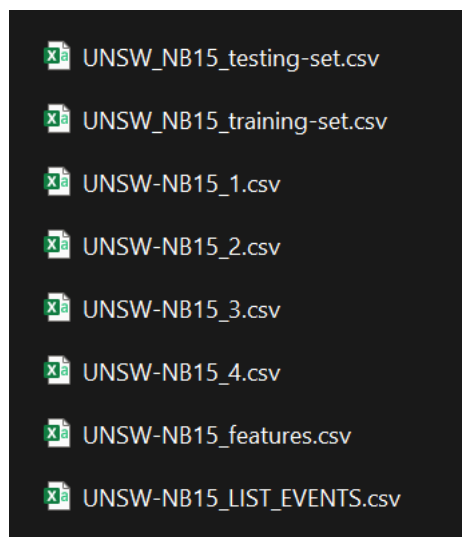 UNSW_NB15_testing-set.csv
UNSW_NB15_training-set.csv
UNSW-NB15_1.csv
UNSW-NB15_2.csv
UNSW-NB15_3.csv
UNSW-NB15_4.csv
UNSW-NB15_features.csv
UNSW-NB15_LIST_EVENTS.csv